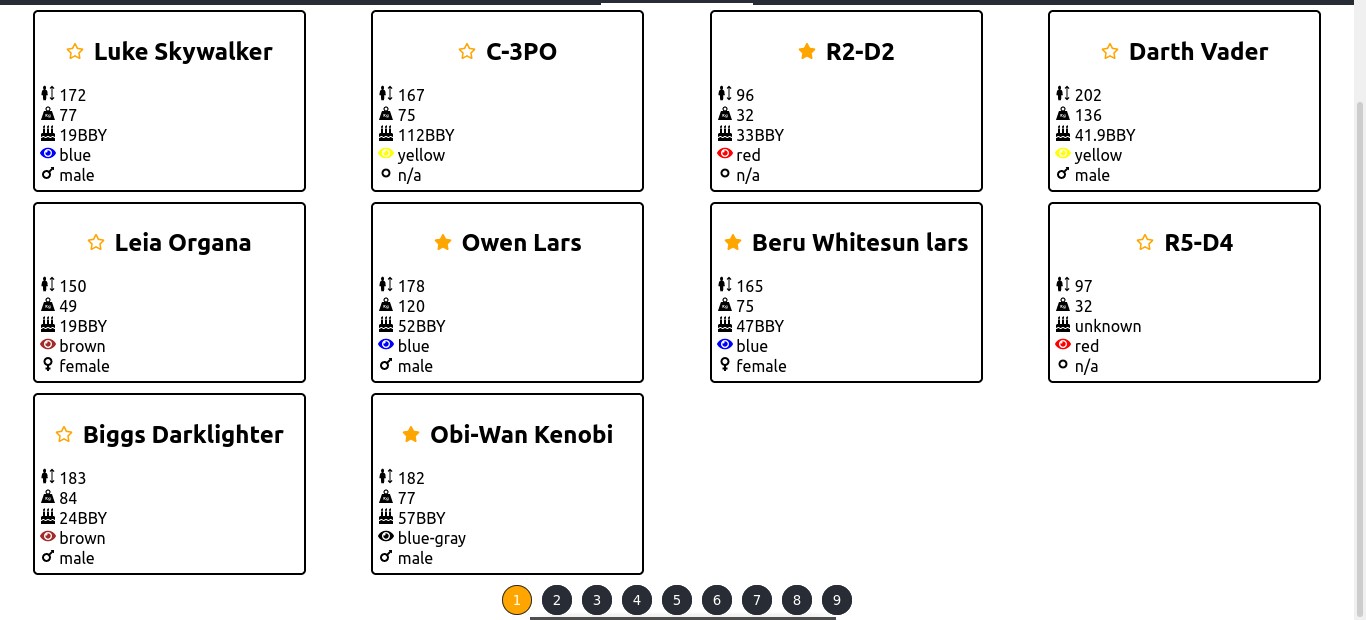 Luke Skywalker
172
77
19BBY
blue
male
C-3PO
167
75
112BBY
yellow
n/a
R2-D2
96
32
33BBY
red
n/a
Darth Vader
202
136
41.9BBY
yellow
male
Leia Organa
150
49
19BBY
brown
female
Owen Lars
178
120
52BBY
blue
male
Beru Whitesun lars
165
75
47BBY
blue
female
R5-D4
97
32
unknown
red
n/a
Biggs Darklighter
183
84
24BBY
brown
male
Obi-Wan Kenobi
182
77
57BBY
blue-gray
male
1 2 3 4 5 6 7 8 9